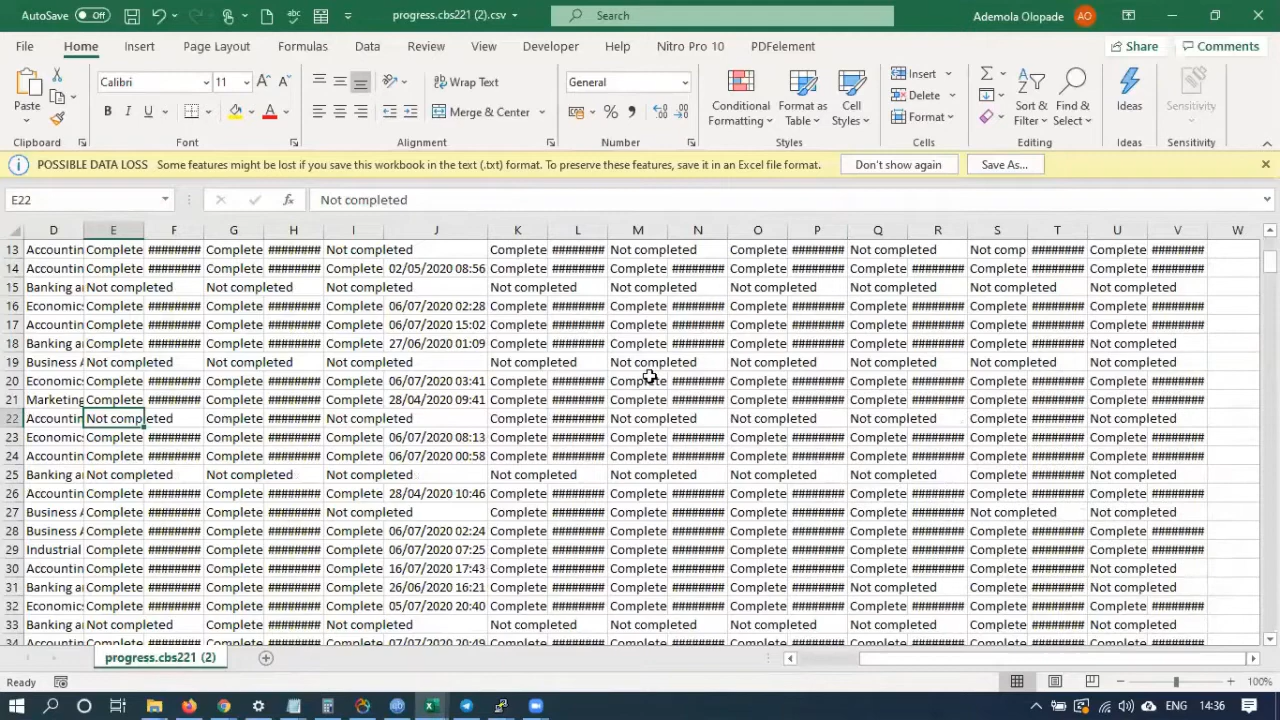 AutoSave Off progress.cbs221 (2).csv Search Ademola Olopade AO
File Home Insert Page Layout Formulas Data Review View Developer Help Nitro Pro 10 PDFelement Share Comments
Paste Calibri 11 Wrap Text General Conditional Formatting Format as Table Cell Styles Insert Sort & Filter Find & Select Ideas Sensitivity
B I U Merge & Center Delete
Format
Clipboard Font Alignment Number Styles Cells Editing Ideas Sensitivity
POSSIBLE DATA LOSS Some features might be lost if you save this workbook in the text (.txt) format. To preserve these features, save it in an Excel file format. Don't show again Save As...
E22 fx Not completed
D E F G H I J K L M N O P Q R S T U V W
13 Accountin Complete ######## Complete ######## Not completed Complete ######## Not completed Complete ######## Not completed Not comp ######## Complete ########
14 Accountin Complete ######## Complete ######## Complete 02/05/2020 08:56 Complete ######## Complete ######## Complete ######## Complete ######## Complete ######## Complete ########
15 Banking a Not completed Not completed Not completed Not completed Not completed Not completed Not completed Not completed Not completed
16 Economics Complete ######## Complete ######## Complete 06/07/2020 02:28 Complete ######## Complete ######## Complete ######## Complete ######## Complete ######## Complete ########
17 Accountin Complete ######## Complete ######## Complete 06/07/2020 15:02 Complete ######## Complete ######## Complete ######## Complete ######## Complete ######## Complete ########
18 Banking a Complete ######## Complete ######## Complete 27/06/2020 01:09 Complete ######## Complete ######## Complete ######## Complete ######## Complete ######## Not completed
19 Business A Not completed Not completed Not completed Not completed Not completed Not completed Not completed Not completed Not completed
20 Economics Complete ######## Complete ######## Complete 06/07/2020 03:41 Complete ######## Complete ######## Complete ######## Complete ######## Complete ######## Complete ########
21 Marketing Complete ######## Complete ######## Complete 28/04/2020 09:41 Complete ######## Complete ######## Complete ######## Complete ######## Complete ######## Complete ########
22 Accountin Not completed Complete ######## Not completed Complete ######## Not completed Not completed Not completed Complete ######## Not completed
23 Economics Complete ######## Complete ######## Complete 06/07/2020 08:13 Complete ######## Complete ######## Complete ######## Complete ######## Complete ######## Complete ########
24 Accountin Complete ######## Complete ######## Complete 06/07/2020 00:58 Complete ######## Complete ######## Complete ######## Complete ######## Complete ######## Complete ########
25 Banking a Not completed Not completed Not completed Not completed Not completed Not completed Not completed Complete ######## Not completed
26 Accountin Complete ######## Complete ######## Complete 28/04/2020 10:46 Complete ######## Complete ######## Complete ######## Complete ######## Complete ######## Complete ########
27 Business A Complete ######## Complete ######## Not completed Complete ######## Complete ######## Complete ######## Complete ######## Not completed Not completed
28 Business A Complete ######## Complete ######## Complete 06/07/2020 02:24 Complete ######## Complete ######## Complete ######## Complete ######## Complete ######## Complete ########
29 Industrial Complete ######## Complete ######## Complete 06/07/2020 07:25 Complete ######## Complete ######## Complete ######## Complete ######## Complete ######## Complete ########
30 Accountin Complete ######## Complete ######## Complete 16/07/2020 17:43 Complete ######## Complete ######## Complete ######## Complete ######## Complete ######## Not completed
31 Banking a Complete ######## Complete ######## Complete 26/06/2020 16:21 Complete ######## Complete ######## Complete ######## Not completed Complete ######## Not completed
32 Economics Complete ######## Complete ######## Complete 05/07/2020 20:40 Complete ######## Complete ######## Complete ######## Complete ######## Complete ######## Complete ########
33 Banking a Not completed Complete ######## Not completed Complete ######## Not completed Not completed Not completed Complete ######## Not completed
34 Accountin Complete ######## Complete ######## Complete 07/07/2020 20:49 Complete ######## Complete ######## Complete ######## Complete ######## Complete ######## Complete ########
progress.cbs221 (2)
Ready 100%
ENG 14:36